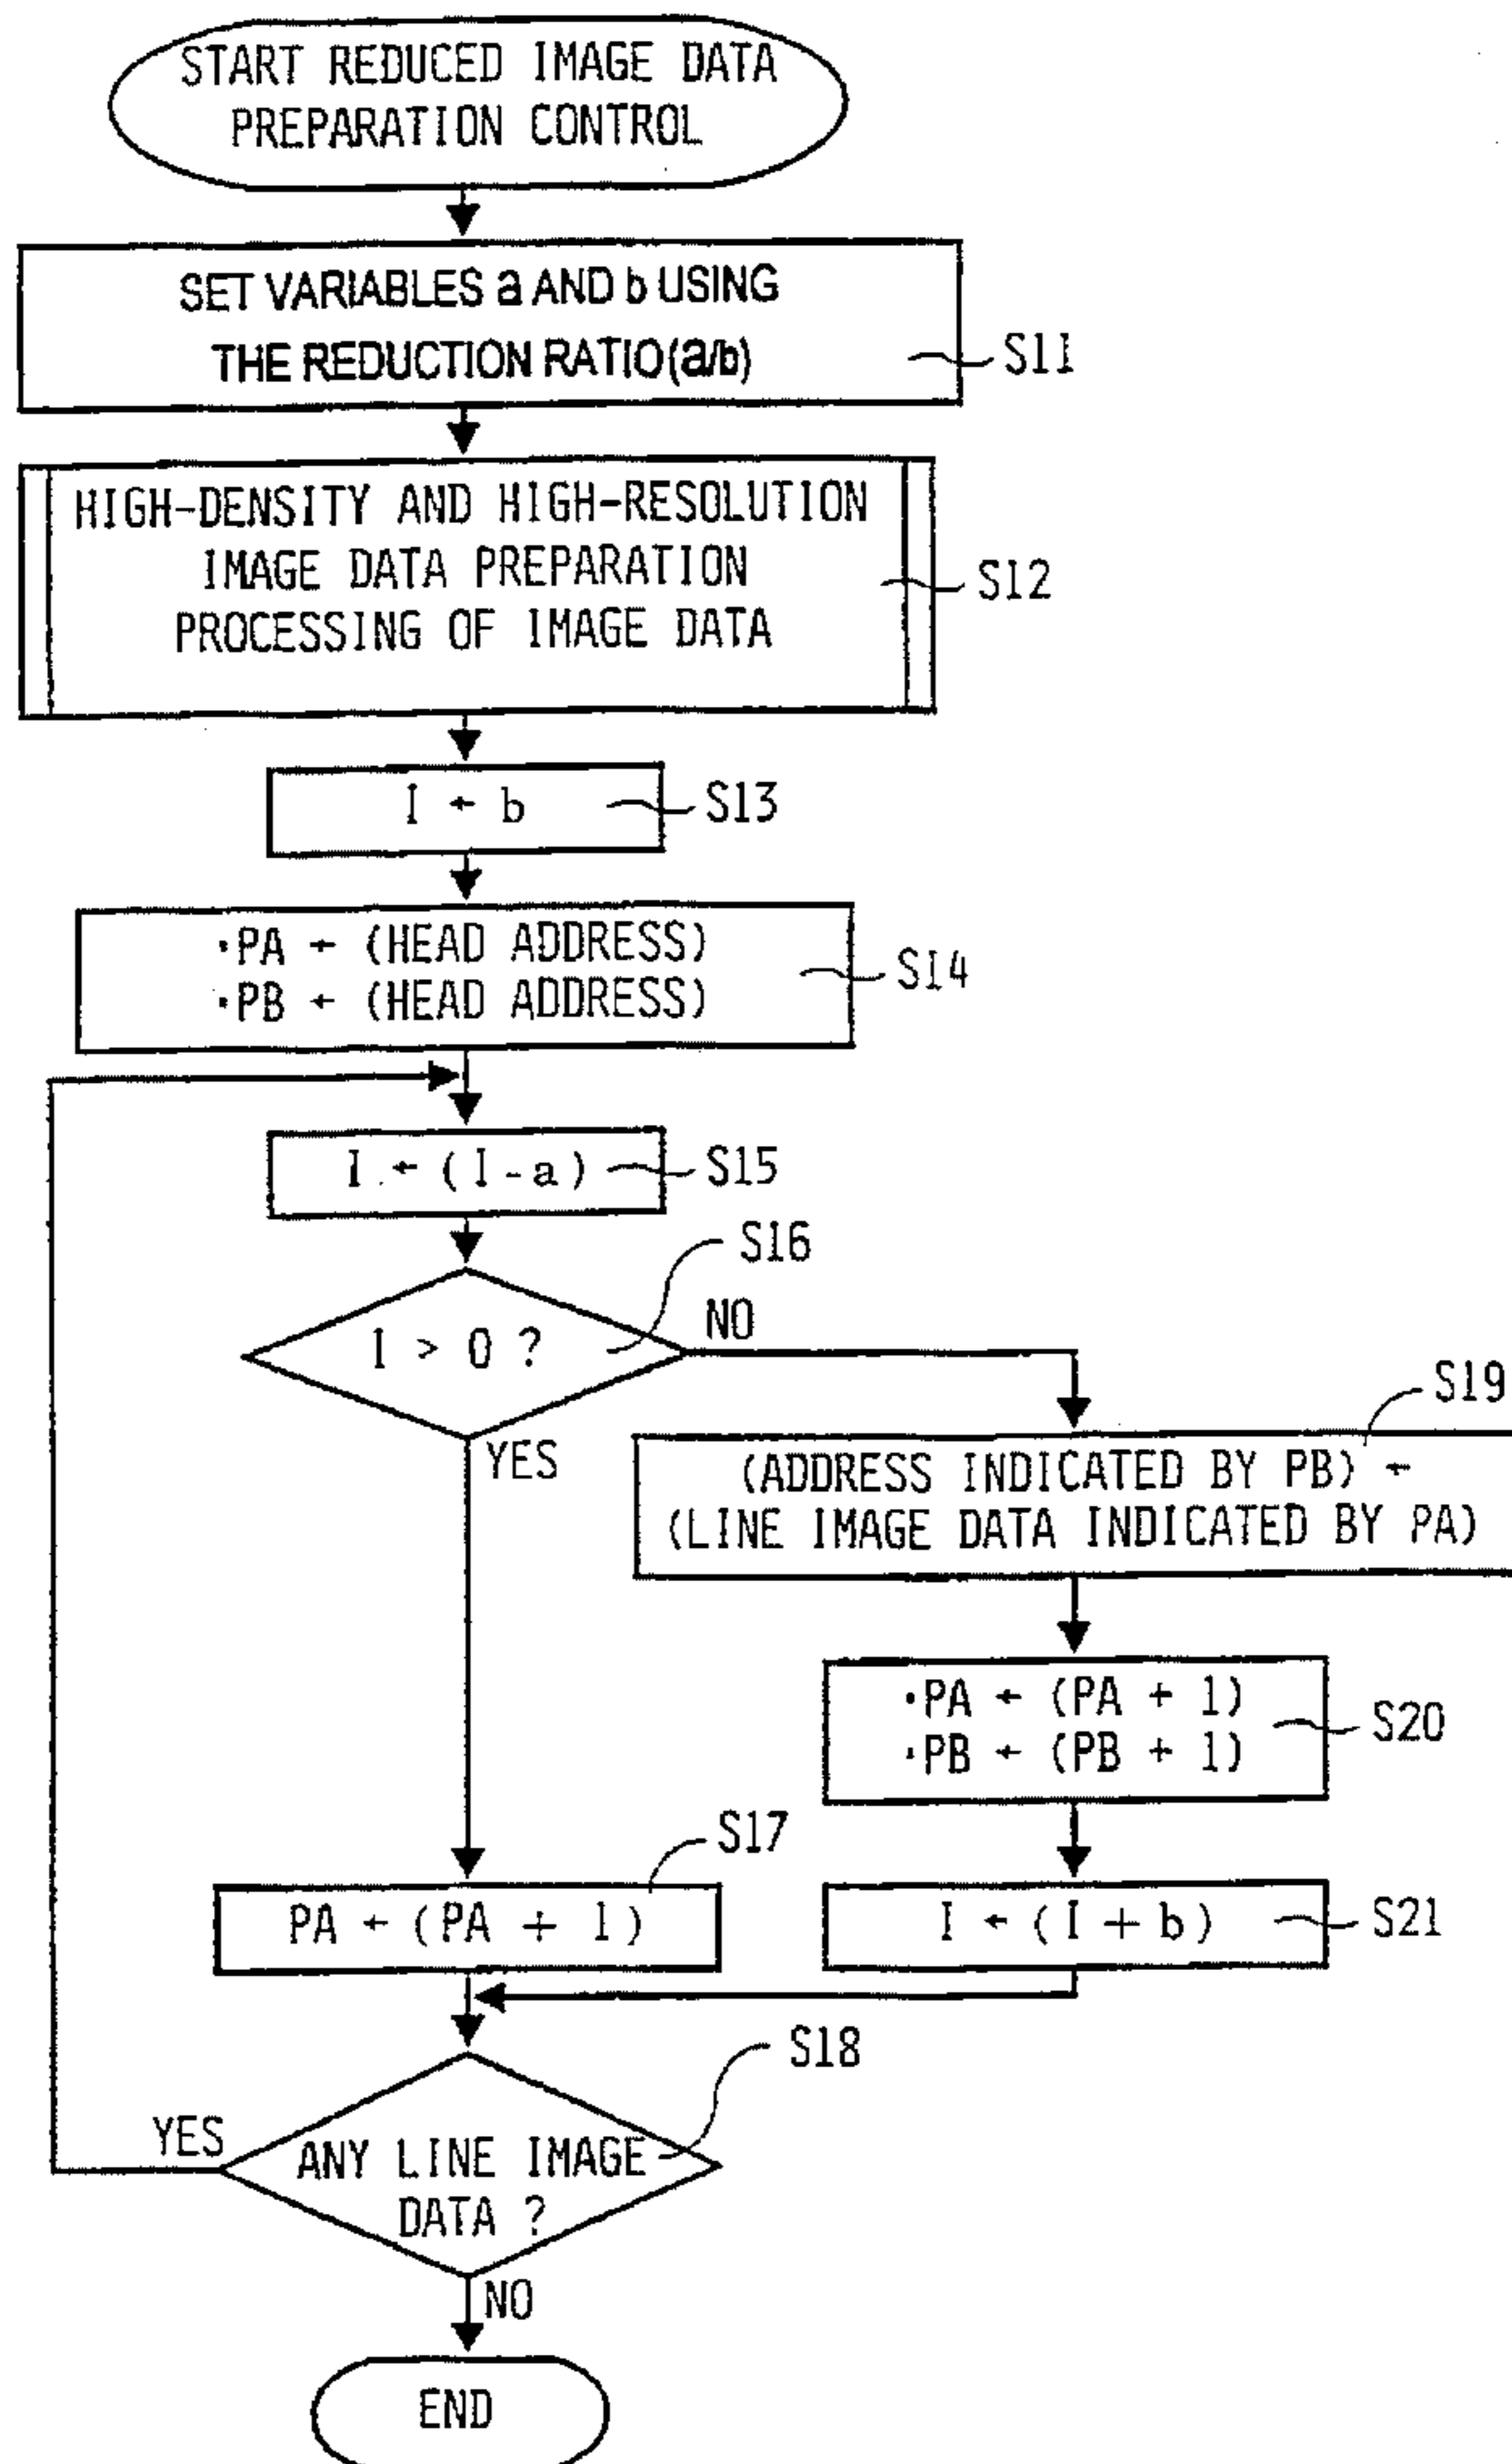 START REDUCED IMAGE DATA
PREPARATION CONTROL
SET VARIABLES a AND b USING
THE REDUCTION RATIO(a/b)
S11
HIGH-DENSITY AND HIGH-RESOLUTION
IMAGE DATA PREPARATION
PROCESSING OF IMAGE DATA
S12
I ← b
S13
·PA ← (HEAD ADDRESS)
·PB ← (HEAD ADDRESS)
S14
I ← (I-a)
S15
S16
I > 0 ?
NO
YES
S19
(ADDRESS INDICATED BY PB) ←
(LINE IMAGE DATA INDICATED BY PA)
·PA ← (PA + 1)
·PB ← (PB + 1)
S20
S17
PA ← (PA + 1)
I ← (I + b)
S21
S18
YES
ANY LINE IMAGE
DATA ?
NO
END